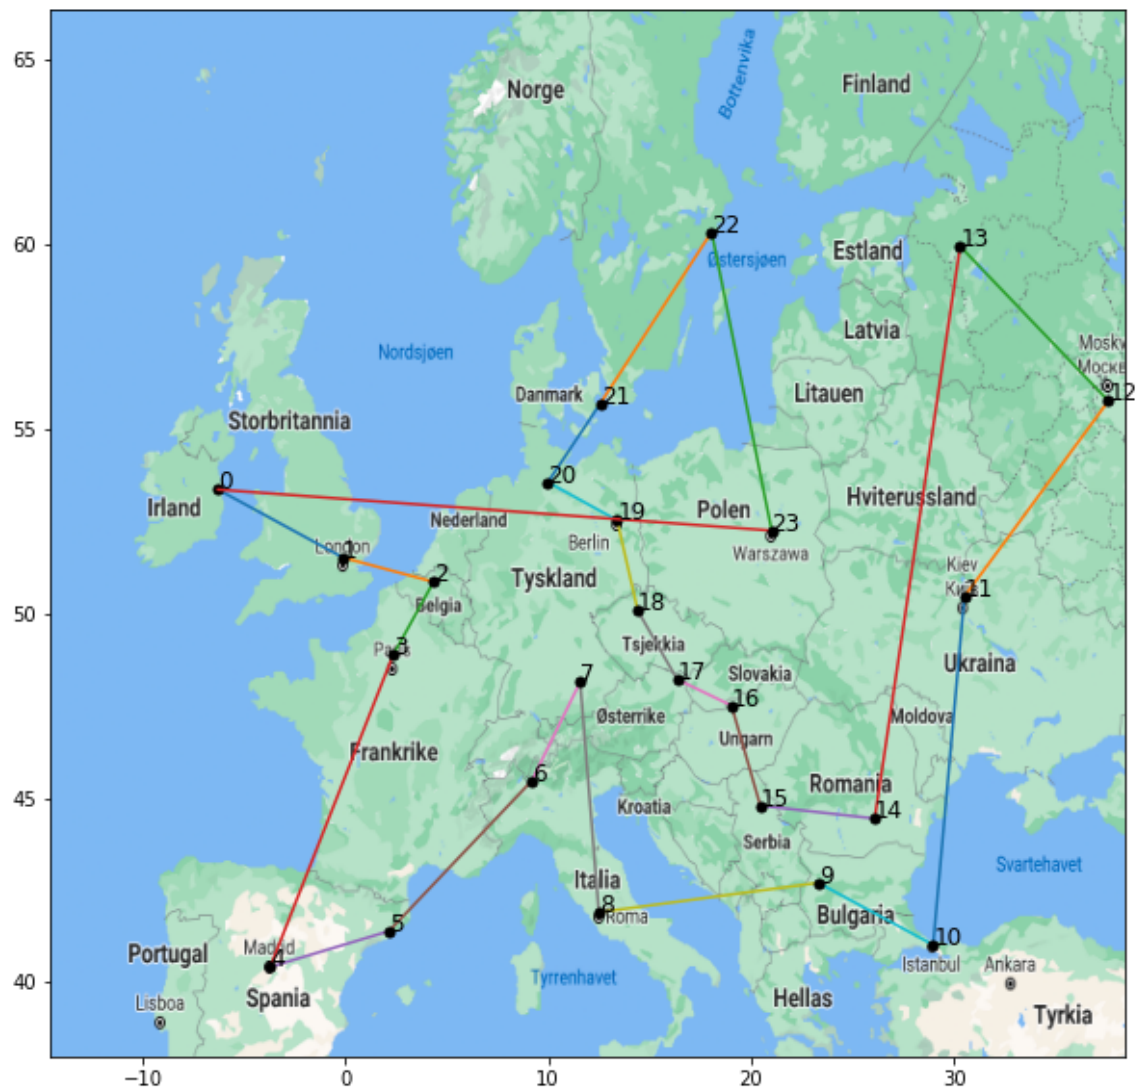 65
Norge
Bottenvika
Finland
22
60
Østersjøen
Estland
13
Nordsjøen
Latvia
Mosky
Моске
12
Danmark
21
Litauen
Storbritannia
55
0
20
Irland
Nederland
19
Polen
Hviterussland
23
London
1
Berlin
Warszawa
2
Tyskland
Kiev
11
Belgia
50
18
3
Tsjekkia
Ukraina
7
17
Slovakia
16
Østerrike
Moldova
Frankrike
Ungarn
6
Romania
45
Kroatia
15
14
Serbia
Svartehavet
Italia
9
8
Roma
Bulgaria
5
10
Portugal
Madrid
4
Istanbul
Ankara
40
Tyrrenhavet
Lisboa
Spania
Hellas
Tyrkia
−10
0
10
20
30